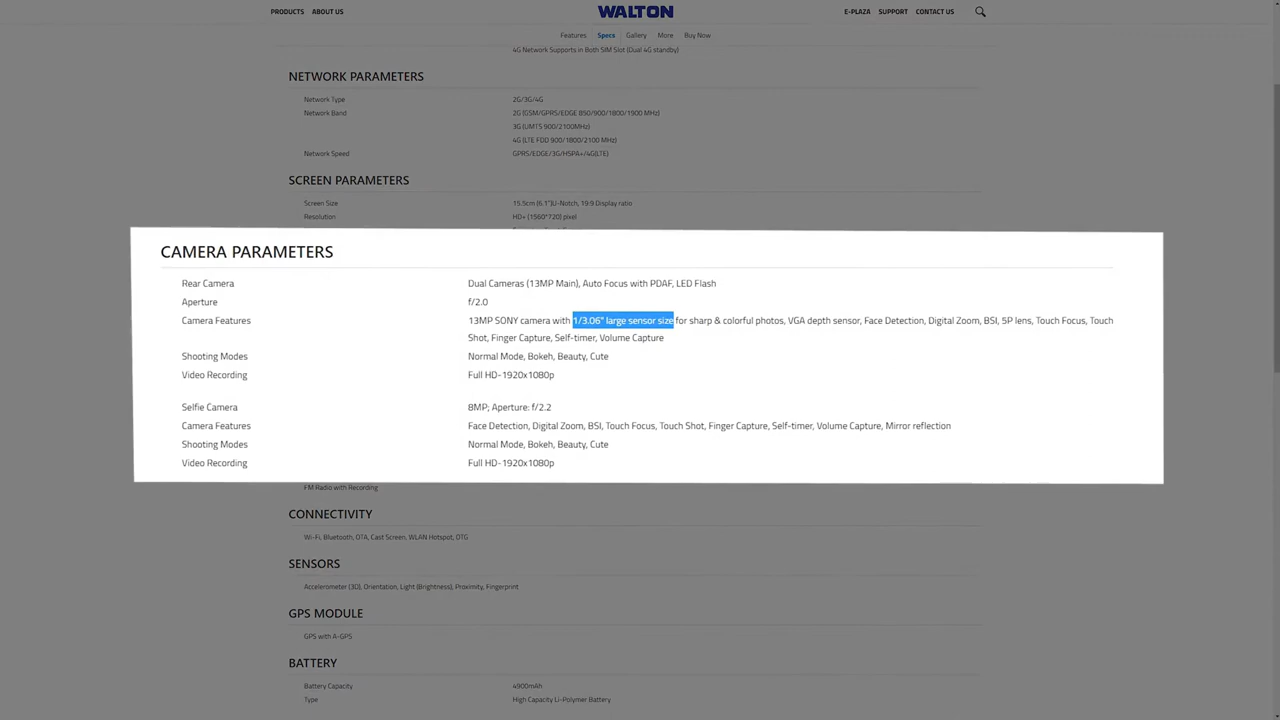 PRODUCTS ABOUT US WALTON E-PLAZA SUPPORT CONTACT US
Features Specs Gallery More Buy Now
4G Network Supports in Both SIM Slot (Dual 4G standby)
NETWORK PARAMETERS
Network Type 2G/3G/4G
Network Band 2G (GSM/GPRS/EDGE 850/900/1800/1900 MHz)
3G (UMTS 900/2100MHz)
4G (LTE FDD 900/1800/2100 MHz)
Network Speed GPRS/EDGE/3G/HSPA+/4G(LTE)
SCREEN PARAMETERS
Screen Size 15.5cm (6.1")U-Notch, 19:9 Display ratio
Resolution HD+ (1560*720) pixel
CAMERA PARAMETERS
Rear Camera Dual Cameras (13MP Main), Auto Focus with PDAF, LED Flash
Aperture f/2.0
Camera Features 13MP SONY camera with 1/3.06" large sensor size for sharp & colorful photos, VGA depth sensor, Face Detection, Digital Zoom, BSI, 5P lens, Touch Focus, Touch
Shot, Finger Capture, Self-timer, Volume Capture
Shooting Modes Normal Mode, Bokeh, Beauty, Cute
Video Recording Full HD-1920x1080p
Selfie Camera 8MP; Aperture: f/2.2
Camera Features Face Detection, Digital Zoom, BSI, Touch Focus, Touch Shot, Finger Capture, Self-timer, Volume Capture, Mirror reflection
Shooting Modes Normal Mode, Bokeh, Beauty, Cute
Video Recording Full HD-1920x1080p
FM Radio with Recording
CONNECTIVITY
Wi-Fi, Bluetooth, OTA, Cast Screen, WLAN Hotspot, OTG
SENSORS
Accelerometer (3D), Orientation, Light (Brightness), Proximity, Fingerprint
GPS MODULE
GPS with A-GPS
BATTERY
Battery Capacity 4900mAh
Type High Capacity Li-Polymer Battery